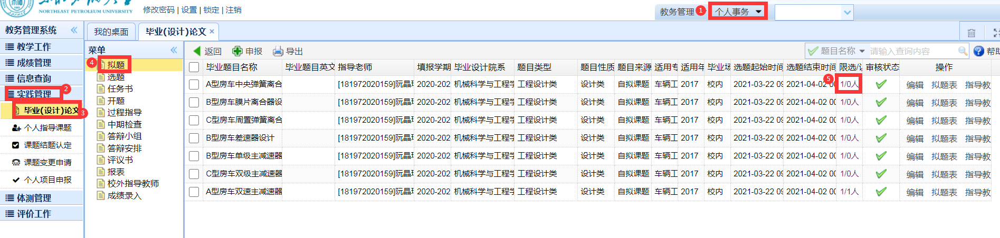 NORTHEAST PETROLEUM UNIVERSITY
修改密码 | 设置 | 锁定 | 注销
教务管理 1 个人事务
教务管理系统
我的桌面 毕业(设计)论文
教学工作
成绩管理
信息查询
2 实践管理
3 毕业(设计)论文
个人指导课题
课题结题认定
课题变更申请
个人项目申报
体测管理
评价工作
菜单
4 拟题
选题
任务书
开题
过程指导
中期检查
答辩小组
答辩安排
评议书
报表
校外指导教师
成绩录入
返回 申报 导出 题目名称 请输入查询内容 帮助
毕业题目名称 毕业题目英文 指导老师 填报学期 毕业设计院系 题目类型 题目性质 题目来源 适用专 适用年 毕业场 选题起始时间 选题结束时间 限选/ 审核状态 操作
A型房车中央弹簧离合 [181972020159]阮晶 2020-202 机械科学与工程学 工程设计类 设计类 自拟课题 车辆工 2017 校内 2021-03-22 09 2021-04-02 00 5 1/0人 编辑 拟题表 指导教
B型房车膜片离合器设 [181972020159]阮晶 2020-202 机械科学与工程学 工程设计类 设计类 自拟课题 车辆工 2017 校内 2021-03-22 09 2021-04-02 00 1/0人 编辑 拟题表 指导教
C型房车周置弹簧离合 [181972020159]阮晶 2020-202 机械科学与工程学 工程设计类 设计类 自拟课题 车辆工 2017 校内 2021-03-22 09 2021-04-02 00 1/0人 编辑 拟题表 指导教
B型房车差速器设计 [181972020159]阮晶 2020-202 机械科学与工程学 工程设计类 设计类 自拟课题 车辆工 2017 校内 2021-03-22 09 2021-04-02 00 1/0人 编辑 拟题表 指导教
B型房车单级主减速器 [181972020159]阮晶 2020-202 机械科学与工程学 工程设计类 设计类 自拟课题 车辆工 2017 校内 2021-03-22 09 2021-04-02 00 1/0人 编辑 拟题表 指导教
C型房车双级主减速器 [181972020159]阮晶 2020-202 机械科学与工程学 工程设计类 设计类 自拟课题 车辆工 2017 校内 2021-03-22 09 2021-04-02 00 1/0人 编辑 拟题表 指导教
A型房车双速主减速器 [181972020159]阮晶 2020-202 机械科学与工程学 工程设计类 设计类 自拟课题 车辆工 2017 校内 2021-03-22 09 2021-04-02 00 1/1人 编辑 拟题表 指导教